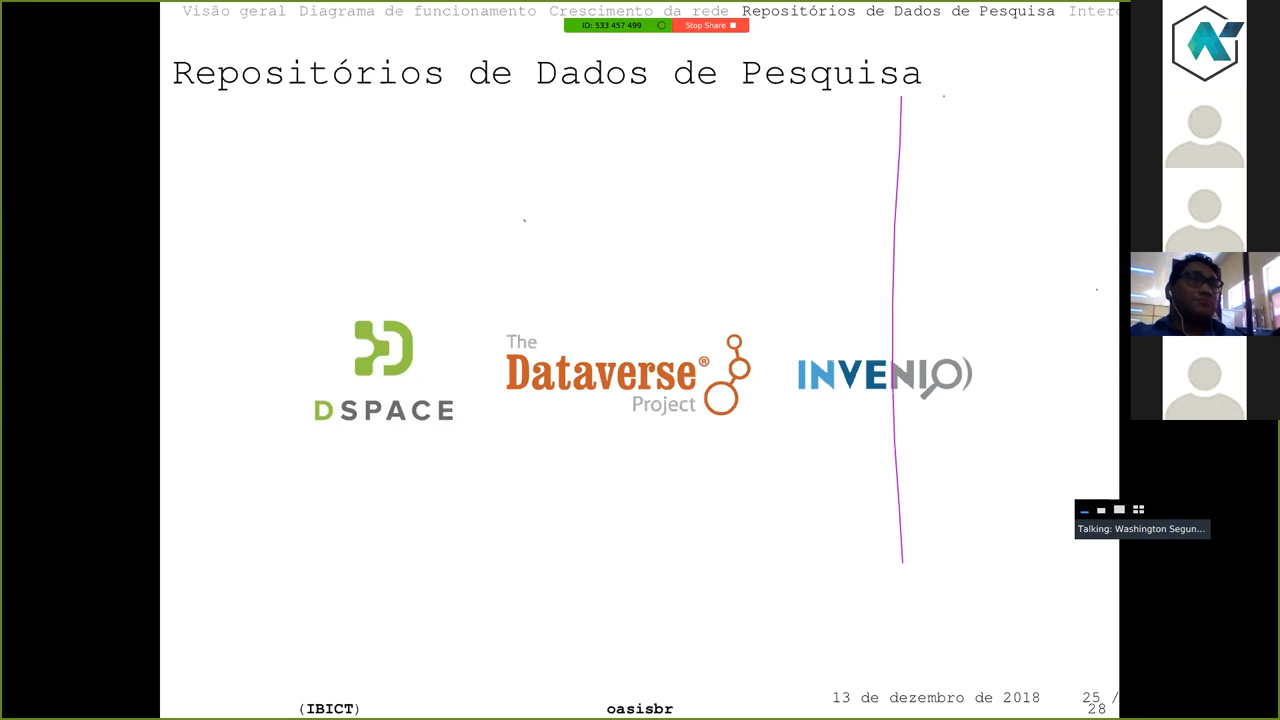 Visão geral Diagrama de funcionamento Crescimento da rede Repositórios de Dados de Pesquisa Inter
ID: 533 457 499 Stop Share
Repositórios de Dados de Pesquisa
DSPACE
The
Dataverse®
Project
INVENIO
Talking: Washington Segun...
13 de dezembro de 2018 25 /
28
(IBICT) oasisbr